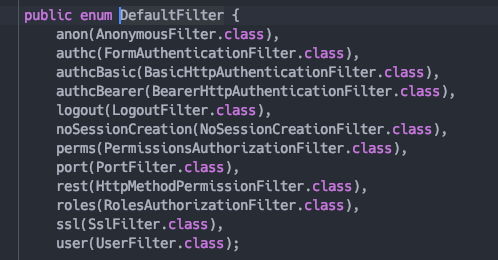 public enum DefaultFilter {
anon(AnonymousFilter.class),
authc(FormAuthenticationFilter.class),
authcBasic(BasicHttpAuthenticationFilter.class),
authcBearer(BearerHttpAuthenticationFilter.class),
logout(LogoutFilter.class),
noSessionCreation(NoSessionCreationFilter.class),
perms(PermissionsAuthorizationFilter.class),
port(PortFilter.class),
rest(HttpMethodPermissionFilter.class),
roles(RolesAuthorizationFilter.class),
ssl(SslFilter.class),
user(UserFilter.class);